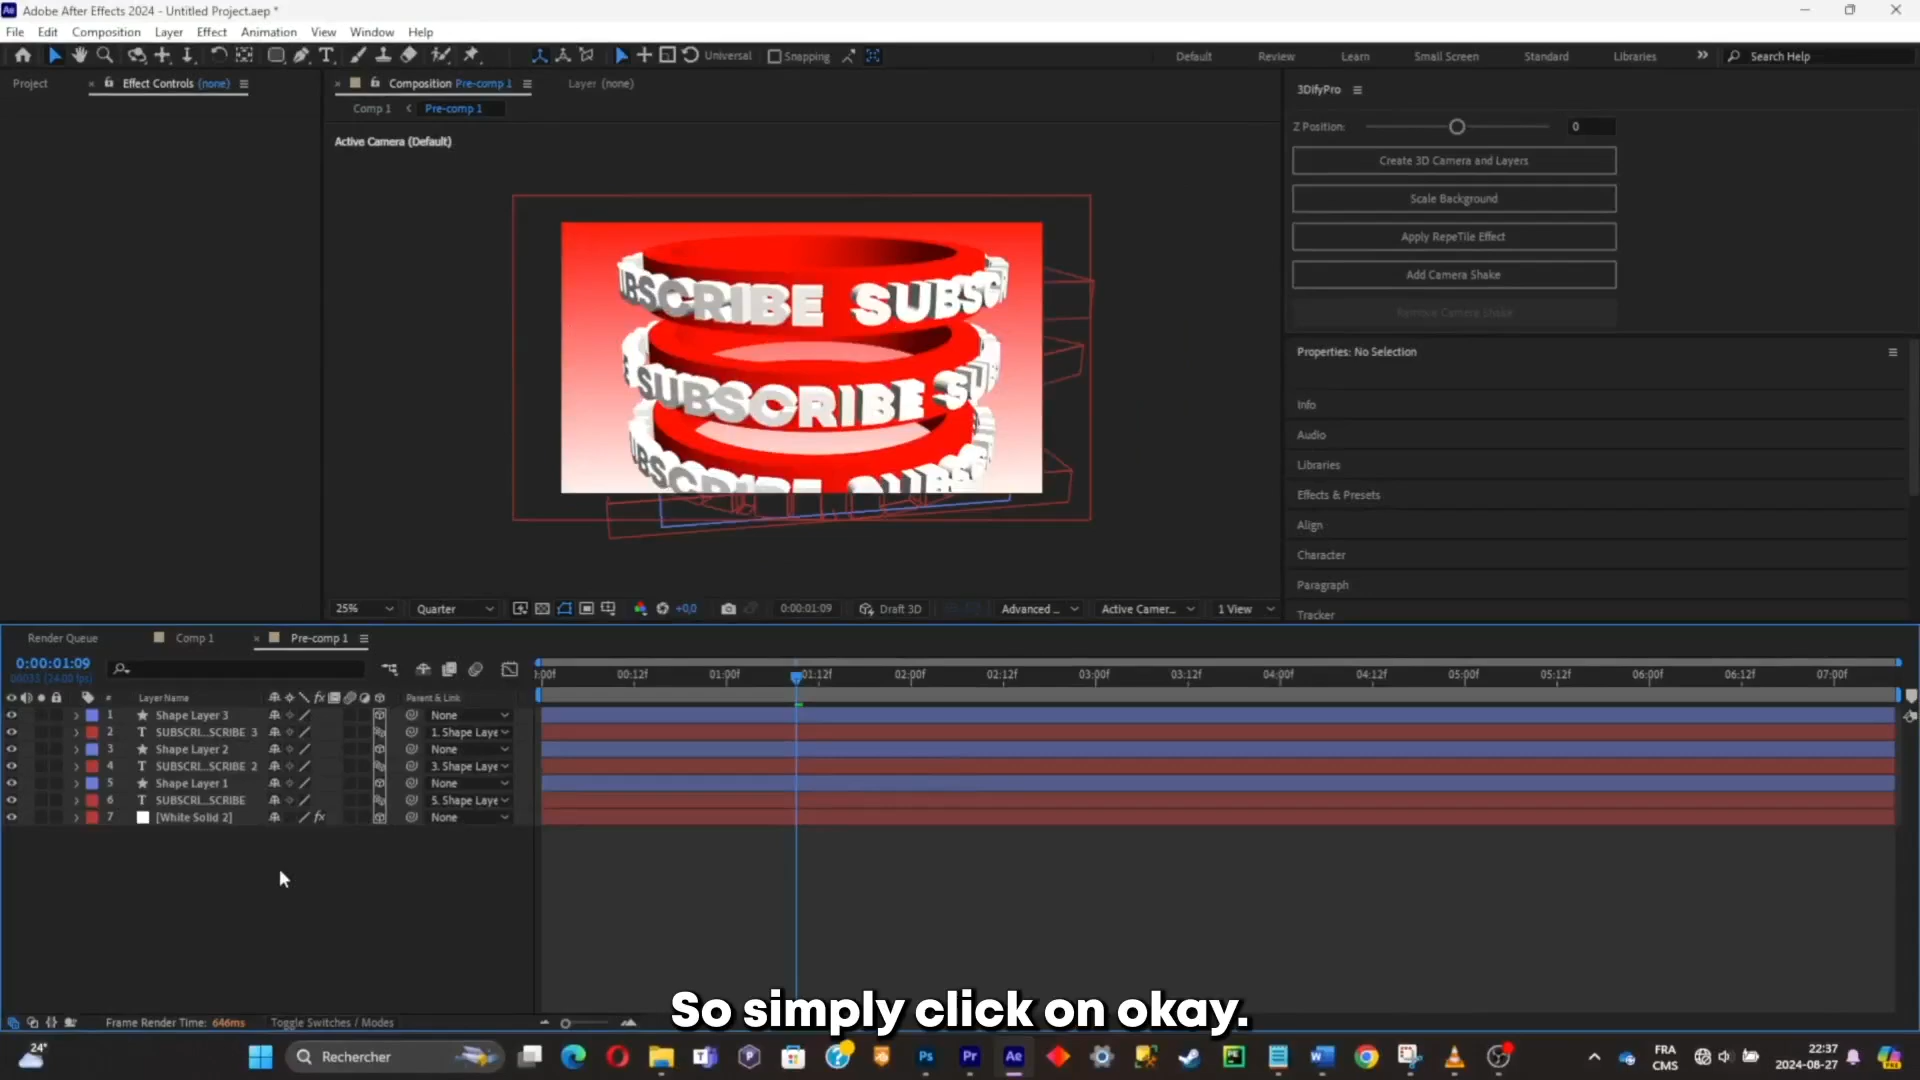 Adobe After Effects 2024 - Untitled Project.aep *
File Edit Composition Layer Effect Animation View Window Help
Universal Snapping Default Review Learn Small Screen Standard Libraries Search Help
Project Effect Controls (none) Composition Pre-comp 1 Layer (none)
Comp 1 Pre-comp 1
Active Camera (Default)
BSCRIBE SUBSC
SUBSCRIBE SU
3DifyPro
Z Position: 0
Create 3D Camera and Layers
Scale Background
Apply RepeTile Effect
Add Camera Shake
Remove Camera Shake
Properties: No Selection
Info
Audio
Libraries
Effects & Presets
Align
Character
Paragraph
Tracker
25% Quarter +0,0 0:00:01:09 Draft 3D Advanced ... Active Camer... 1 View
Render Queue Comp 1 Pre-comp 1
0:00:01:09
00033 (24.00 fps)
:00f 00:12f 01:00f 01:12f 02:00f 02:12f 03:00f 03:12f 04:00f 04:12f 05:00f 05:12f 06:00f 06:12f 07:00f
# Layer Name fx Parent & Link
1 Shape Layer 3 None
2 T SUBSCRI...SCRIBE 3 1. Shape Laye
3 Shape Layer 2 None
4 T SUBSCRI...SCRIBE 2 3. Shape Laye
5 Shape Layer 1 None
6 T SUBSCRI...SCRIBE 5. Shape Laye
7 [White Solid 2] fx None
So simply click on okay.
Frame Render Time: 646ms Toggle Switches / Modes
24°
Rechercher
Ps Pr Ae
FRA
CMS
22:37
2024-08-27